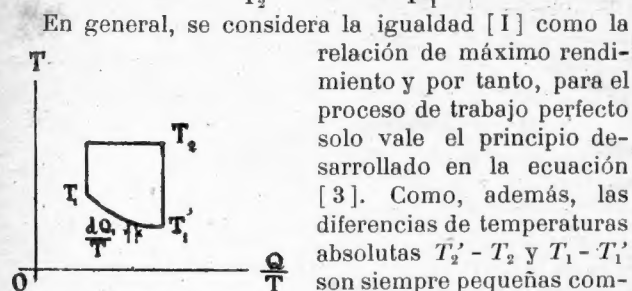 En general, se considera la igualdad [I] como la
relación de máximo rendi-
miento y por tanto, para el
proceso de trabajo perfecto
solo vale el principio de-
sarrollado en la ecuación
[3]. Como, además, las
diferencias de temperaturas
absolutas T₂' - T₂ y T₁ - T₁'
son siempre pequeñas com-
T
T₂
T₁
T₁'
dQ₁
T
O
Q
T